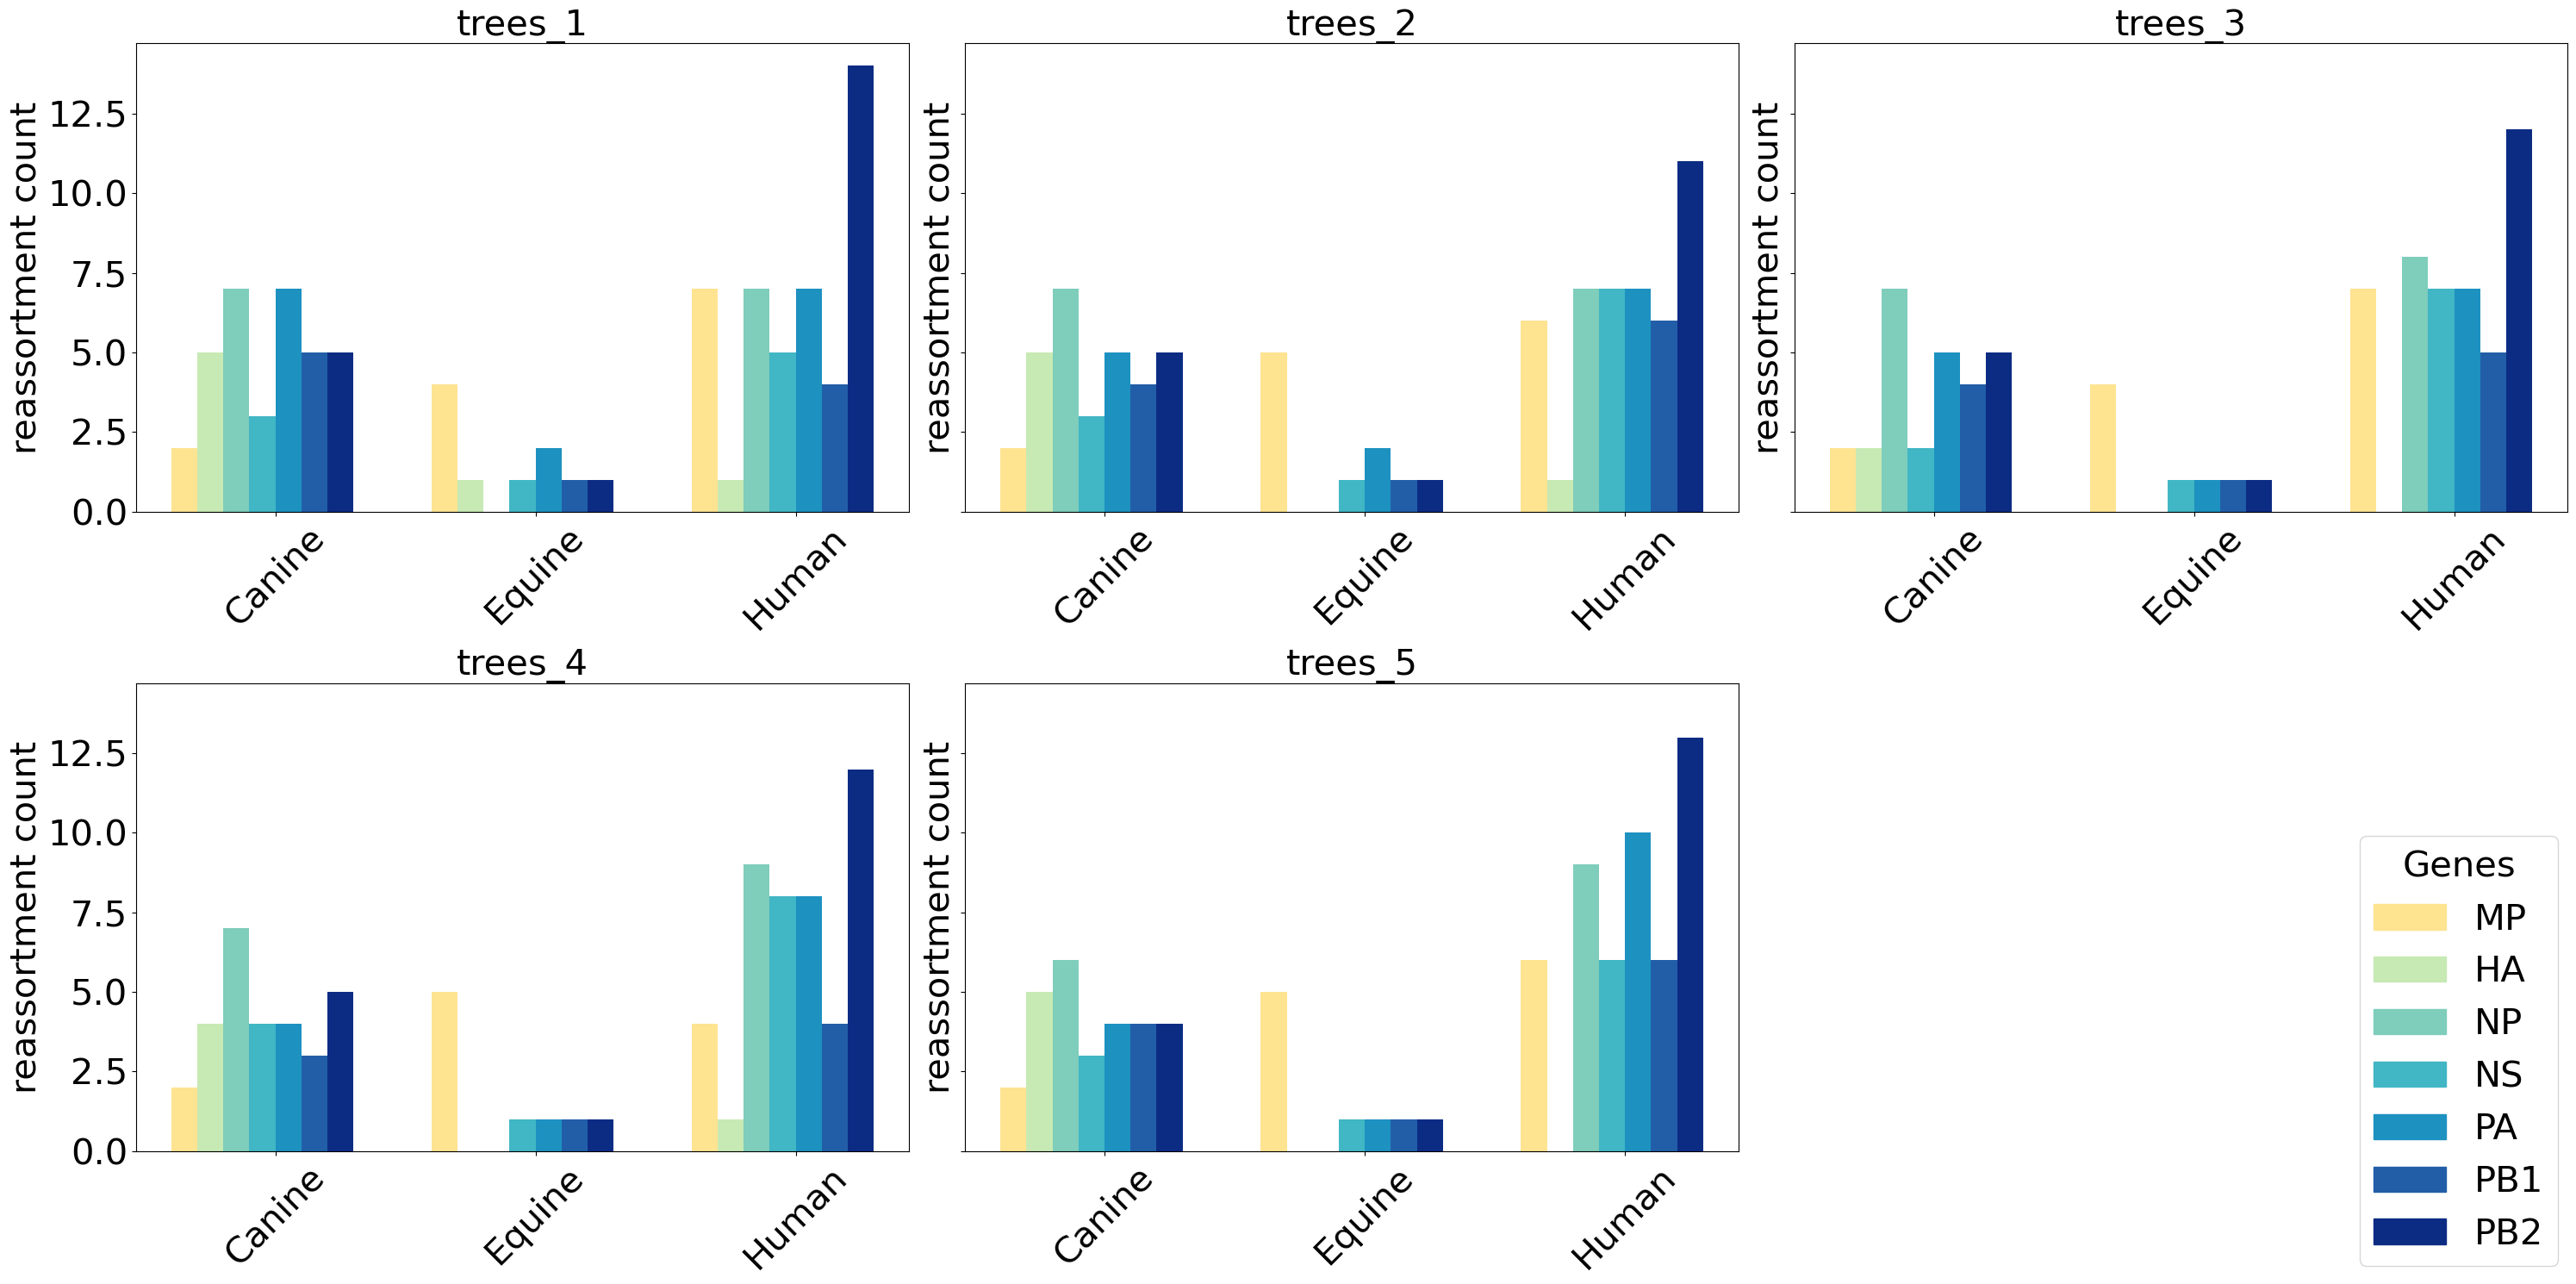 trees_1
reassortment count
12.5
10.0
7.5
5.0
2.5
0.0
Canine
Equine
Human
trees_2
reassortment count
Canine
Equine
Human
trees_3
reassortment count
Canine
Equine
Human
trees_4
reassortment count
12.5
10.0
7.5
5.0
2.5
0.0
Canine
Equine
Human
trees_5
reassortment count
Canine
Equine
Human
Genes
MP
HA
NP
NS
PA
PB1
PB2